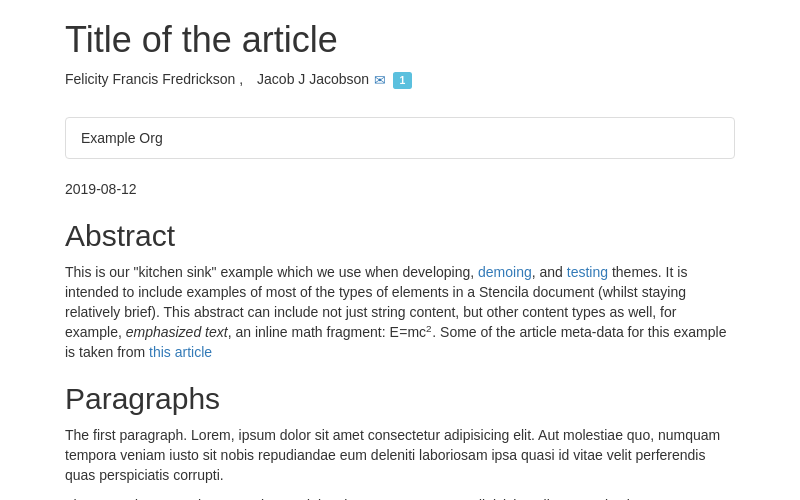 Title of the article
Felicity Francis Fredrickson , Jacob J Jacobson ✉ 1
Example Org
2019-08-12
Abstract
This is our "kitchen sink" example which we use when developing, demoing, and testing themes. It is
intended to include examples of most of the types of elements in a Stencila document (whilst staying
relatively brief). This abstract can include not just string content, but other content types as well, for
example, emphasized text, an inline math fragment: E=mc². Some of the article meta-data for this example
is taken from this article
Paragraphs
The first paragraph. Lorem, ipsum dolor sit amet consectetur adipisicing elit. Aut molestiae quo, numquam
tempora veniam iusto sit nobis repudiandae eum deleniti laboriosam ipsa quasi id vitae velit perferendis
quas perspiciatis corrupti.